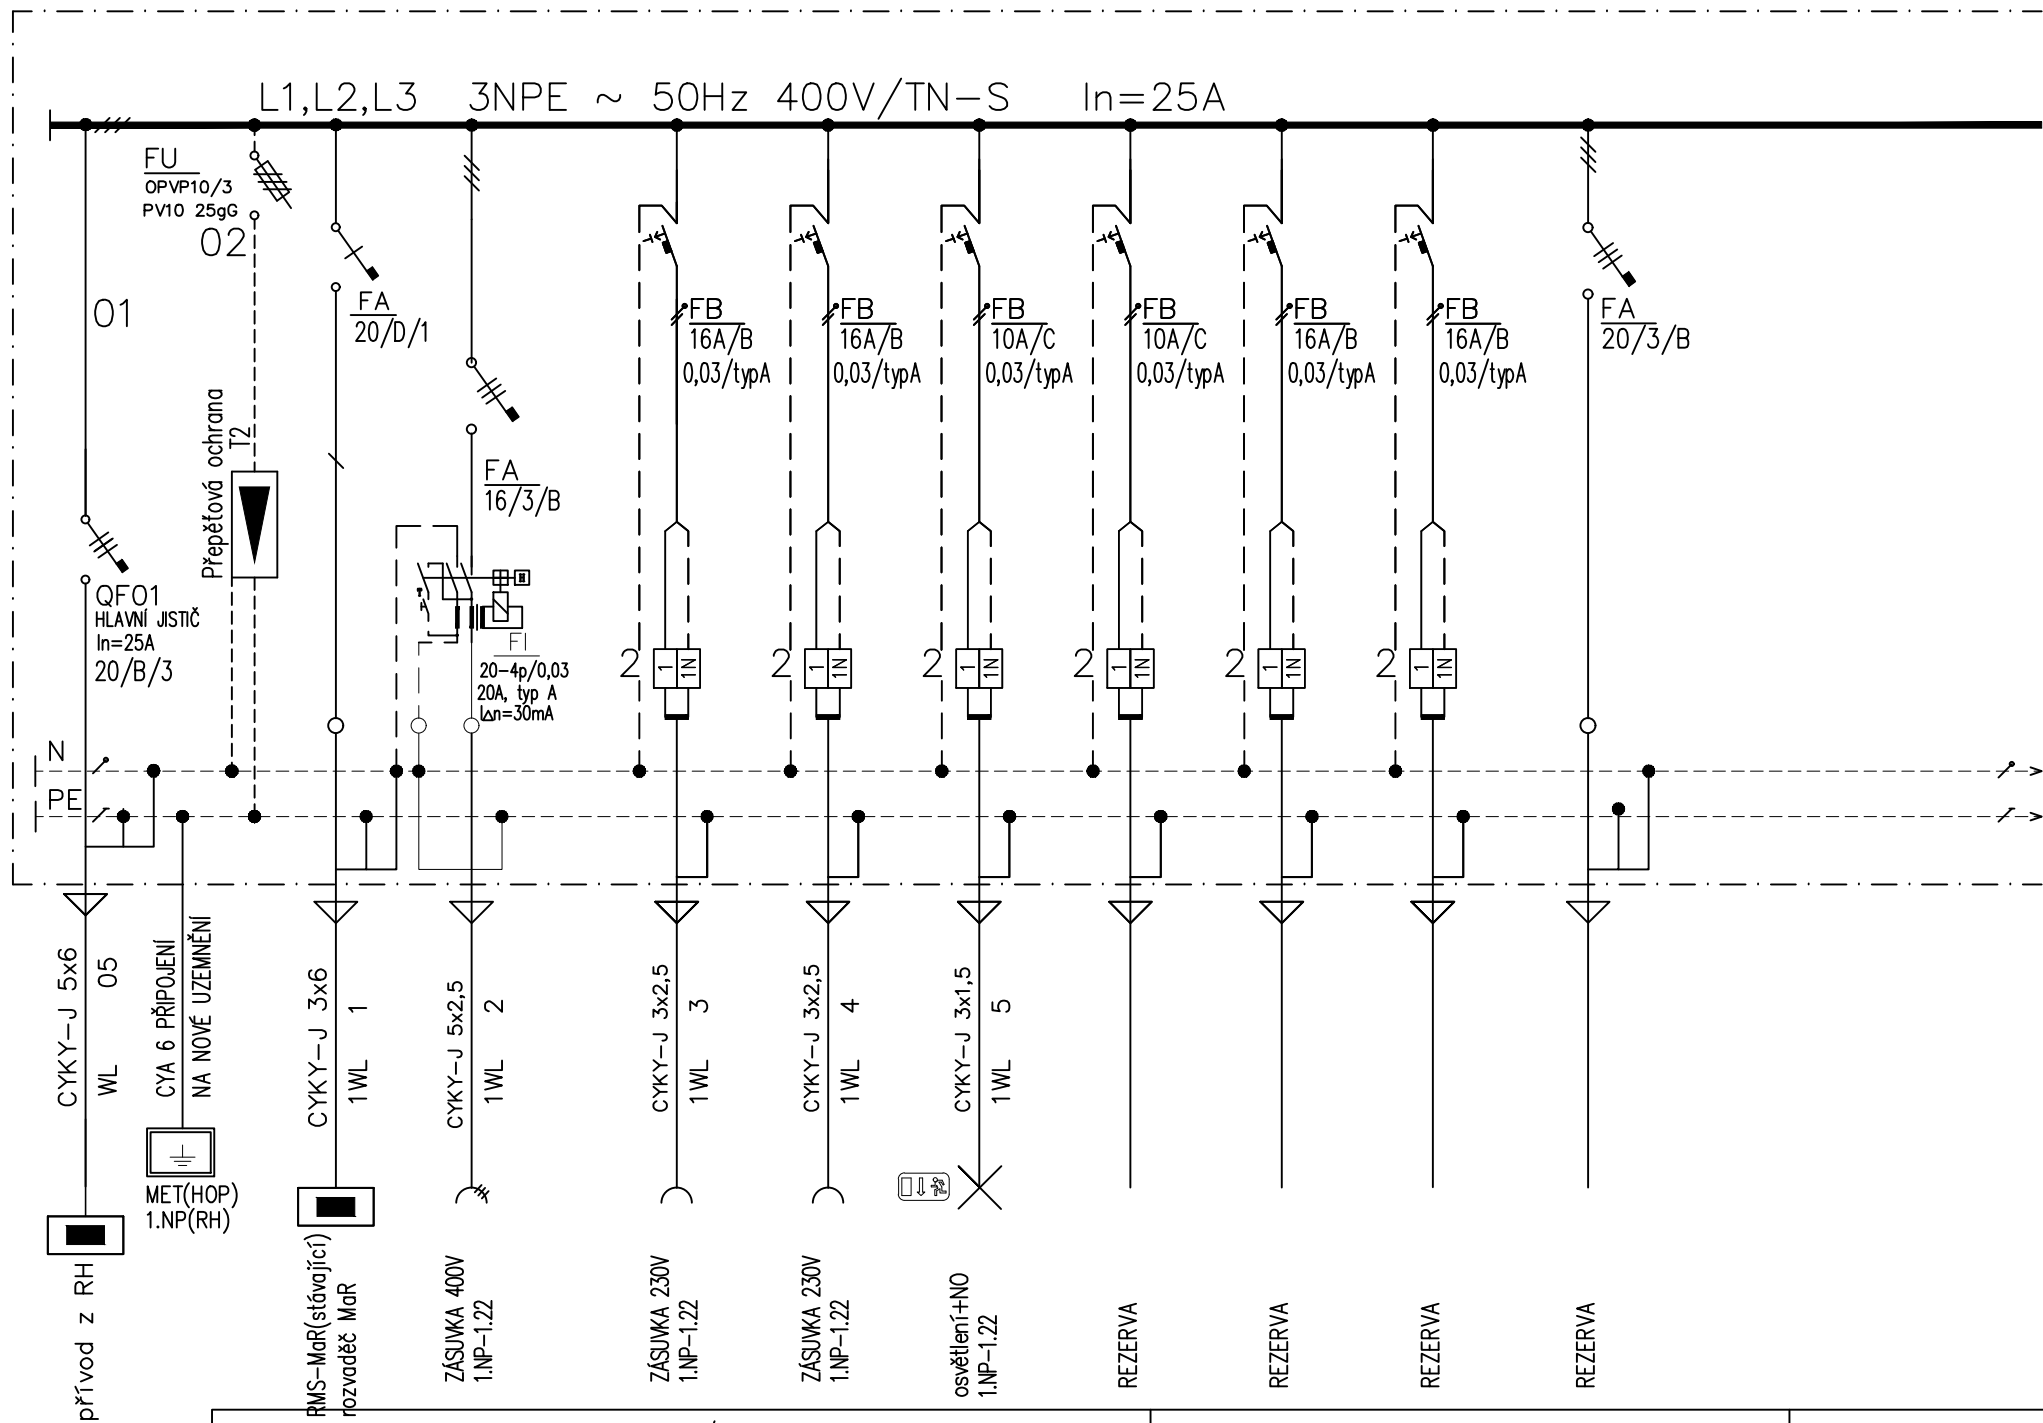 L1,L2,L3 3NPE ~ 50Hz 400V/TN-S In=25A
FU
OPVP10/3
PV10 25gG
02
01
FA
20/D/1
Přepěťová ochrana
T2
FA
16/3/B
QF01
HLAVNÍ JISTIČ
In=25A
20/B/3
FI
20-4p/0,03
20A, typ A
IΔn=30mA
FB
16A/B
0,03/typA
FB
16A/B
0,03/typA
FB
10A/C
0,03/typA
FB
10A/C
0,03/typA
FB
16A/B
0,03/typA
FB
16A/B
0,03/typA
FA
20/3/B
2 1 1N
2 1 1N
2 1 1N
2 1 1N
2 1 1N
2 1 1N
N
PE
CYKY-J 5x6
WL 05
CYA 6 PŘIPOJENÍ
NA NOVÉ UZEMNĚNÍ
CYKY-J 3x6
1WL 1
CYKY-J 5x2,5
1WL 2
CYKY-J 3x2,5
1WL 3
CYKY-J 3x2,5
1WL 4
CYKY-J 3x1,5
1WL 5
MET(HOP)
1.NP(RH)
přívod z RH
RMS-MaR(stávající)
rozvaděč MaR
ZÁSUVKA 400V
1.NP-1.22
ZÁSUVKA 230V
1.NP-1.22
ZÁSUVKA 230V
1.NP-1.22
osvětlení+NO
1.NP-1.22
REZERVA
REZERVA
REZERVA
REZERVA